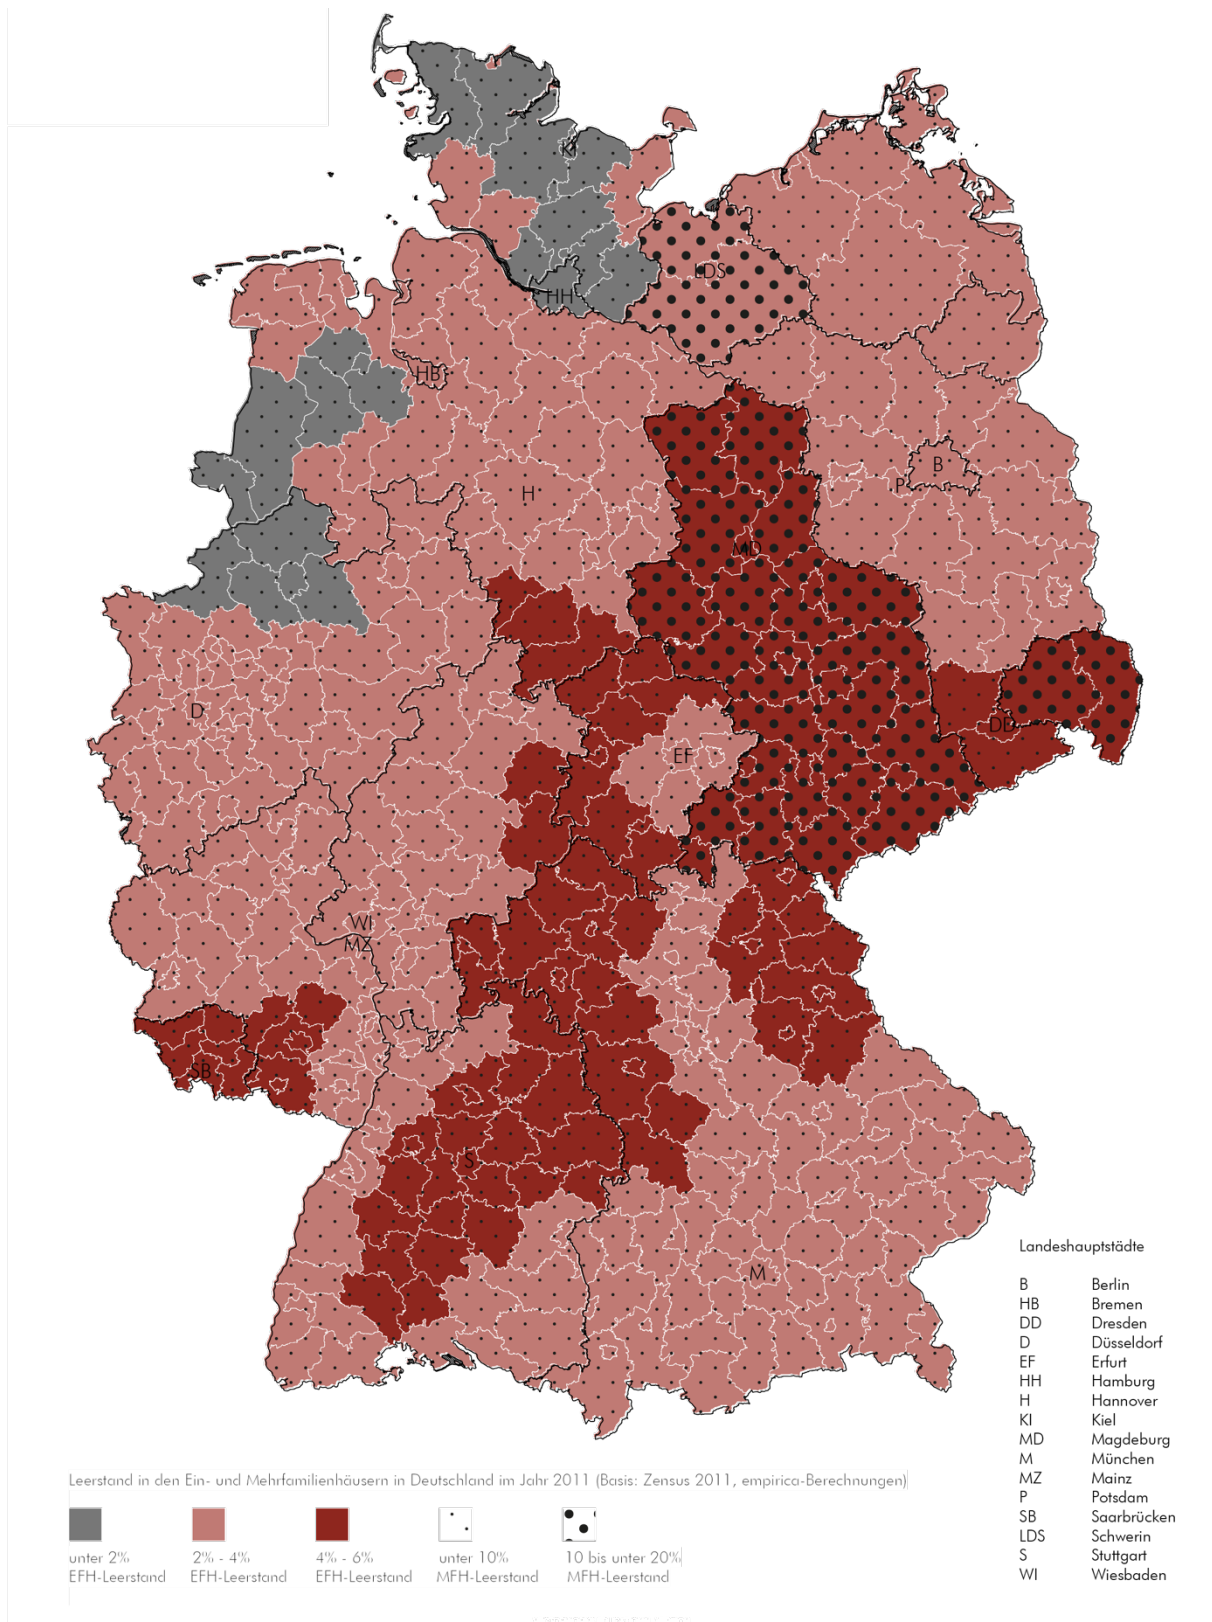 KI
LDS
HH
HB
B
P
H
MD
D
DD
EF
WI
MZ
SB
S
M
Landeshauptstädte
B Berlin
HB Bremen
DD Dresden
D Düsseldorf
EF Erfurt
HH Hamburg
H Hannover
KI Kiel
MD Magdeburg
M München
MZ Mainz
P Potsdam
SB Saarbrücken
LDS Schwerin
S Stuttgart
WI Wiesbaden
Leerstand in den Ein- und Mehrfamilienhäusern in Deutschland im Jahr 2011 (Basis: Zensus 2011, empirica-Berechnungen)
unter 2% 2% - 4% 4% - 6% unter 10% 10 bis unter 20%
EFH-Leerstand EFH-Leerstand EFH-Leerstand MFH-Leerstand MFH-Leerstand